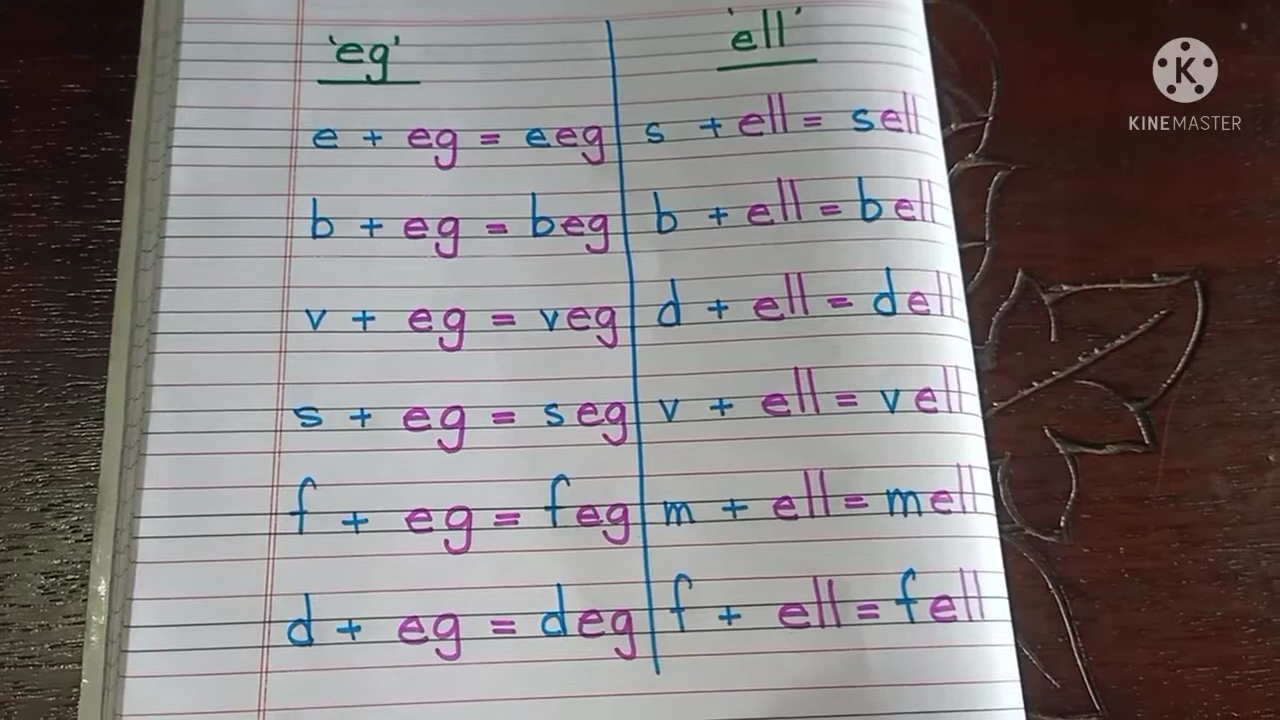 'eg'
e + eg = eeg
b + eg = beg
v + eg = veg
s + eg = seg
f + eg = feg
d + eg = deg
'ell'
s + ell = sell
b + ell = bell
d + ell = dell
v + ell = vell
m + ell = mell
f + ell = fell
K
KINEMASTER